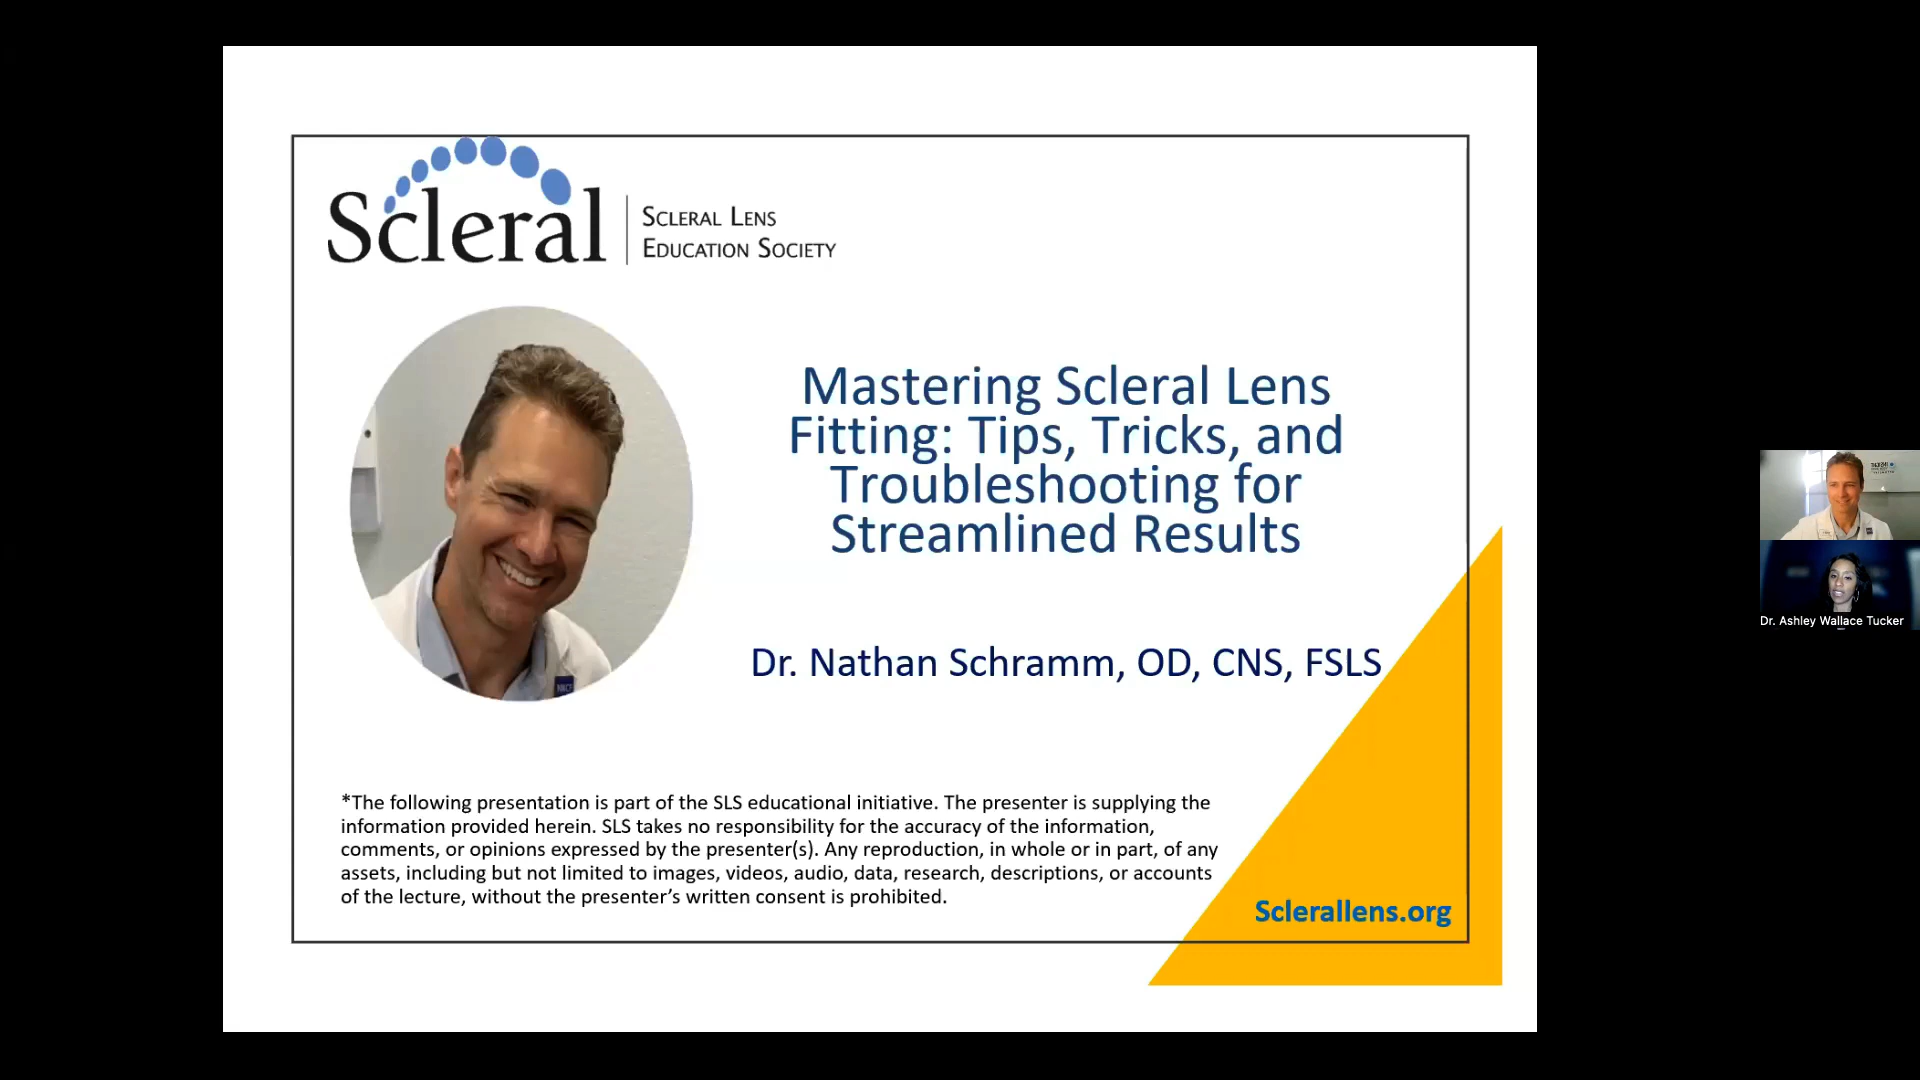 Scleral
SCLERAL LENS
EDUCATION SOCIETY
Mastering Scleral Lens
Fitting: Tips, Tricks, and
Troubleshooting for
Streamlined Results
Dr. Nathan Schramm, OD, CNS, FSLS
*The following presentation is part of the SLS educational initiative. The presenter is supplying the
information provided herein. SLS takes no responsibility for the accuracy of the information,
comments, or opinions expressed by the presenter(s). Any reproduction, in whole or in part, of any
assets, including but not limited to images, videos, audio, data, research, descriptions, or accounts
of the lecture, without the presenter's written consent is prohibited.
Sclerallens.org
Dr. Ashley Wallace Tucker